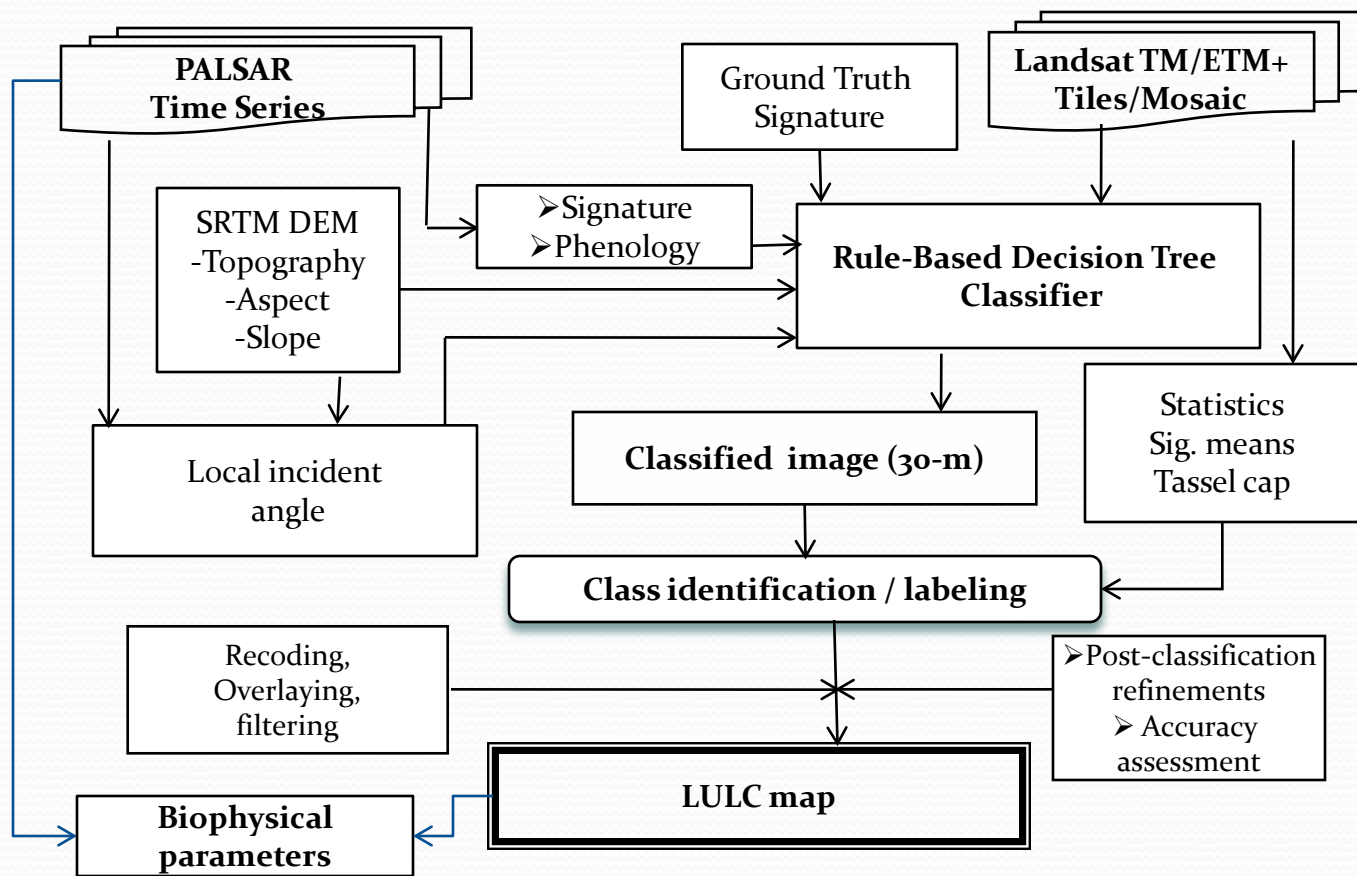 PALSAR
Time Series
Ground Truth
Signature
Landsat TM/ETM+
Tiles/Mosaic
SRTM DEM
-Topography
-Aspect
-Slope
➢Signature
➢Phenology
Rule-Based Decision Tree
Classifier
Local incident
angle
Classified image (30-m)
Statistics
Sig. means
Tassel cap
Class identification / labeling
Recoding,
Overlaying,
filtering
➢Post-classification
refinements
➢ Accuracy
assessment
LULC map
Biophysical
parameters